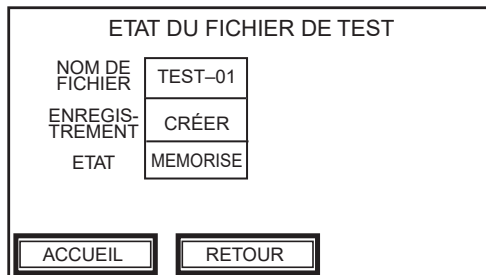 ETAT DU FICHIER DE TEST
NOM DE
FICHIER
TEST–01
ENREGIS-
TREMENT
CRÉER
ETAT
MEMORISE
ACCUEIL
RETOUR